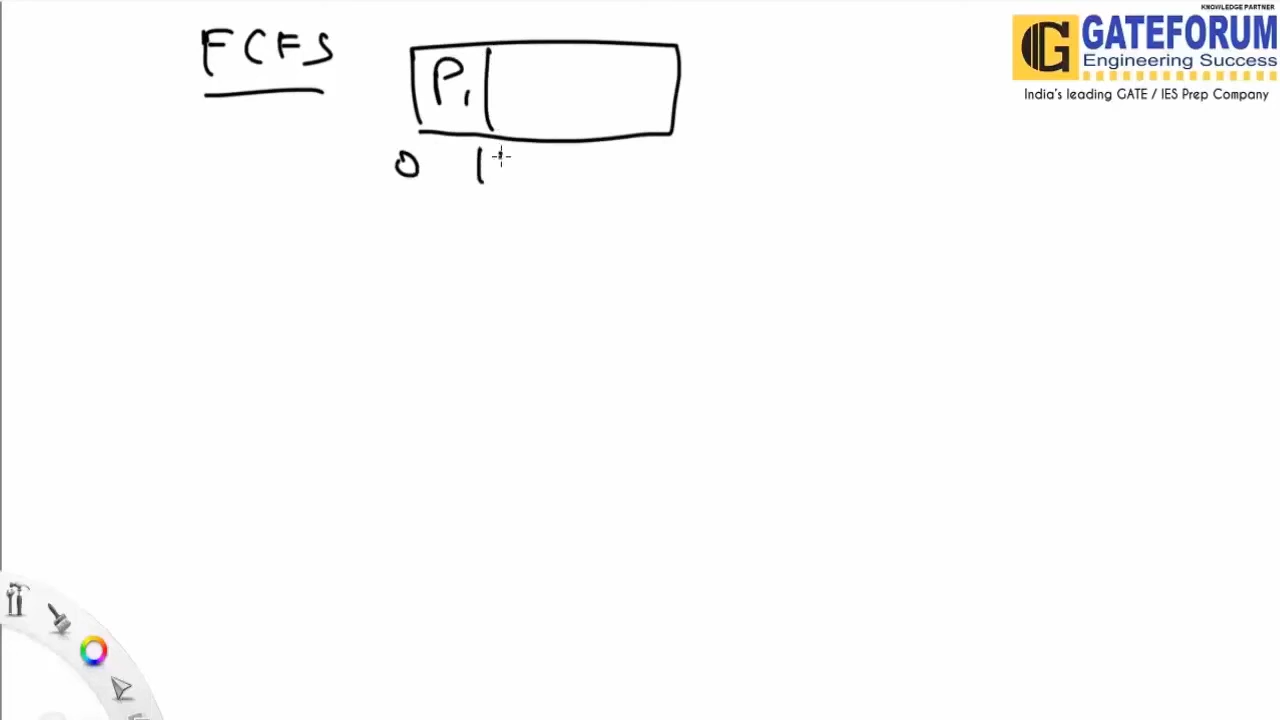 FCFS
P1
0 1
KNOWLEDGE PARTNER
GATEFORUM
Engineering Success
India's leading GATE / IES Prep Company